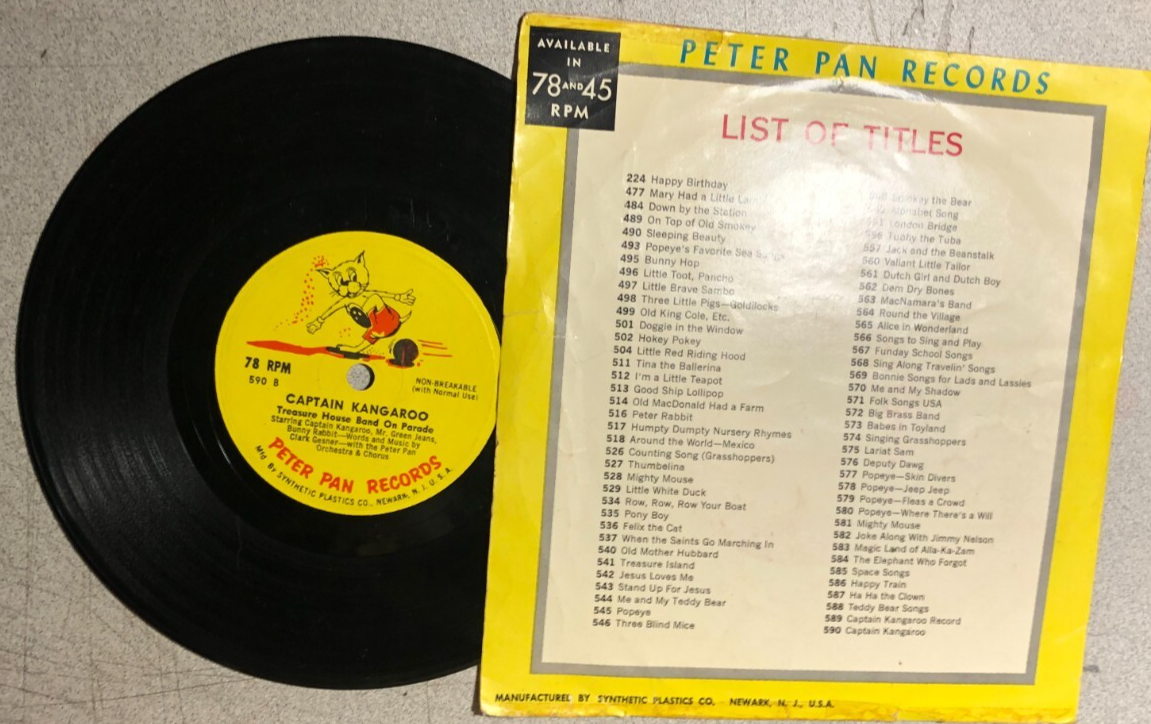 78 RPM
590 B
NON-BREAKABLE
(with Normal Use)
CAPTAIN KANGAROO
Treasure House Band On Parade
Starring Captain Kangaroo, Mr. Green Jeans,
Bunny Rabbit—Words and Music by
Clark Gesner—with the Peter Pan
Orchestra & Chorus
PETER PAN RECORDS
Mfg. By SYNTHETIC PLASTICS CO., NEWARK, N. J., U. S. A.
AVAILABLE
IN
78 AND 45
RPM
PETER PAN RECORDS
LIST OF TITLES
224 Happy Birthday
477 Mary Had a Little
484 Down by the Station
489 On Top of Old Smokey
490 Sleeping Beauty
493 Popeye's Favorite Sea
495 Bunny Hop
496 Little Toot, Pancho
497 Little Brave Sambo
498 Three Little Pigs—Goldilocks
499 Old King Cole, Etc.
501 Doggie in the Window
502 Hokey Pokey
504 Little Red Riding Hood
511 Tina the Ballerina
512 I'm a Little Teapot
513 Good Ship Lollipop
514 Old MacDonald Had a Farm
516 Peter Rabbit
517 Humpty Dumpty Nursery Rhymes
518 Around the World—Mexico
526 Counting Song (Grasshoppers)
527 Thumbelina
528 Mighty Mouse
529 Little White Duck
534 Row, Row, Row Your Boat
535 Pony Boy
536 Felix the Cat
537 When the Saints Go Marching In
540 Old Mother Hubbard
541 Treasure Island
542 Jesus Loves Me
543 Stand Up For Jesus
544 Me and My Teddy Bear
545 Popeye
546 Three Blind Mice
the Bear
Alphabet Song
London Bridge
Tubby the Tuba
557 Jack and the Beanstalk
560 Valiant Little Tailor
561 Dutch Girl and Dutch Boy
562 Dem Dry Bones
563 MacNamara's Band
564 Round the Village
565 Alice in Wonderland
566 Songs to Sing and Play
567 Funday School Songs
568 Sing Along Travelin' Songs
569 Bonnie Songs for Lads and Lassies
570 Me and My Shadow
571 Folk Songs USA
572 Big Brass Band
573 Babes in Toyland
574 Singing Grasshoppers
575 Lariat Sam
576 Deputy Dawg
577 Popeye—Skin Divers
578 Popeye—Jeep Jeep
579 Popeye—Fleas a Crowd
580 Popeye—Where There's a Will
581 Mighty Mouse
582 Joke Along With Jimmy Nelson
583 Magic Land of Alla-Ka-Zam
584 The Elephant Who Forgot
585 Space Songs
586 Happy Train
587 Ha Ha the Clown
588 Teddy Bear Songs
589 Captain Kangaroo Record
590 Captain Kangaroo
MANUFACTURED BY SYNTHETIC PLASTICS CO. NEWARK, N. J., U.S.A.